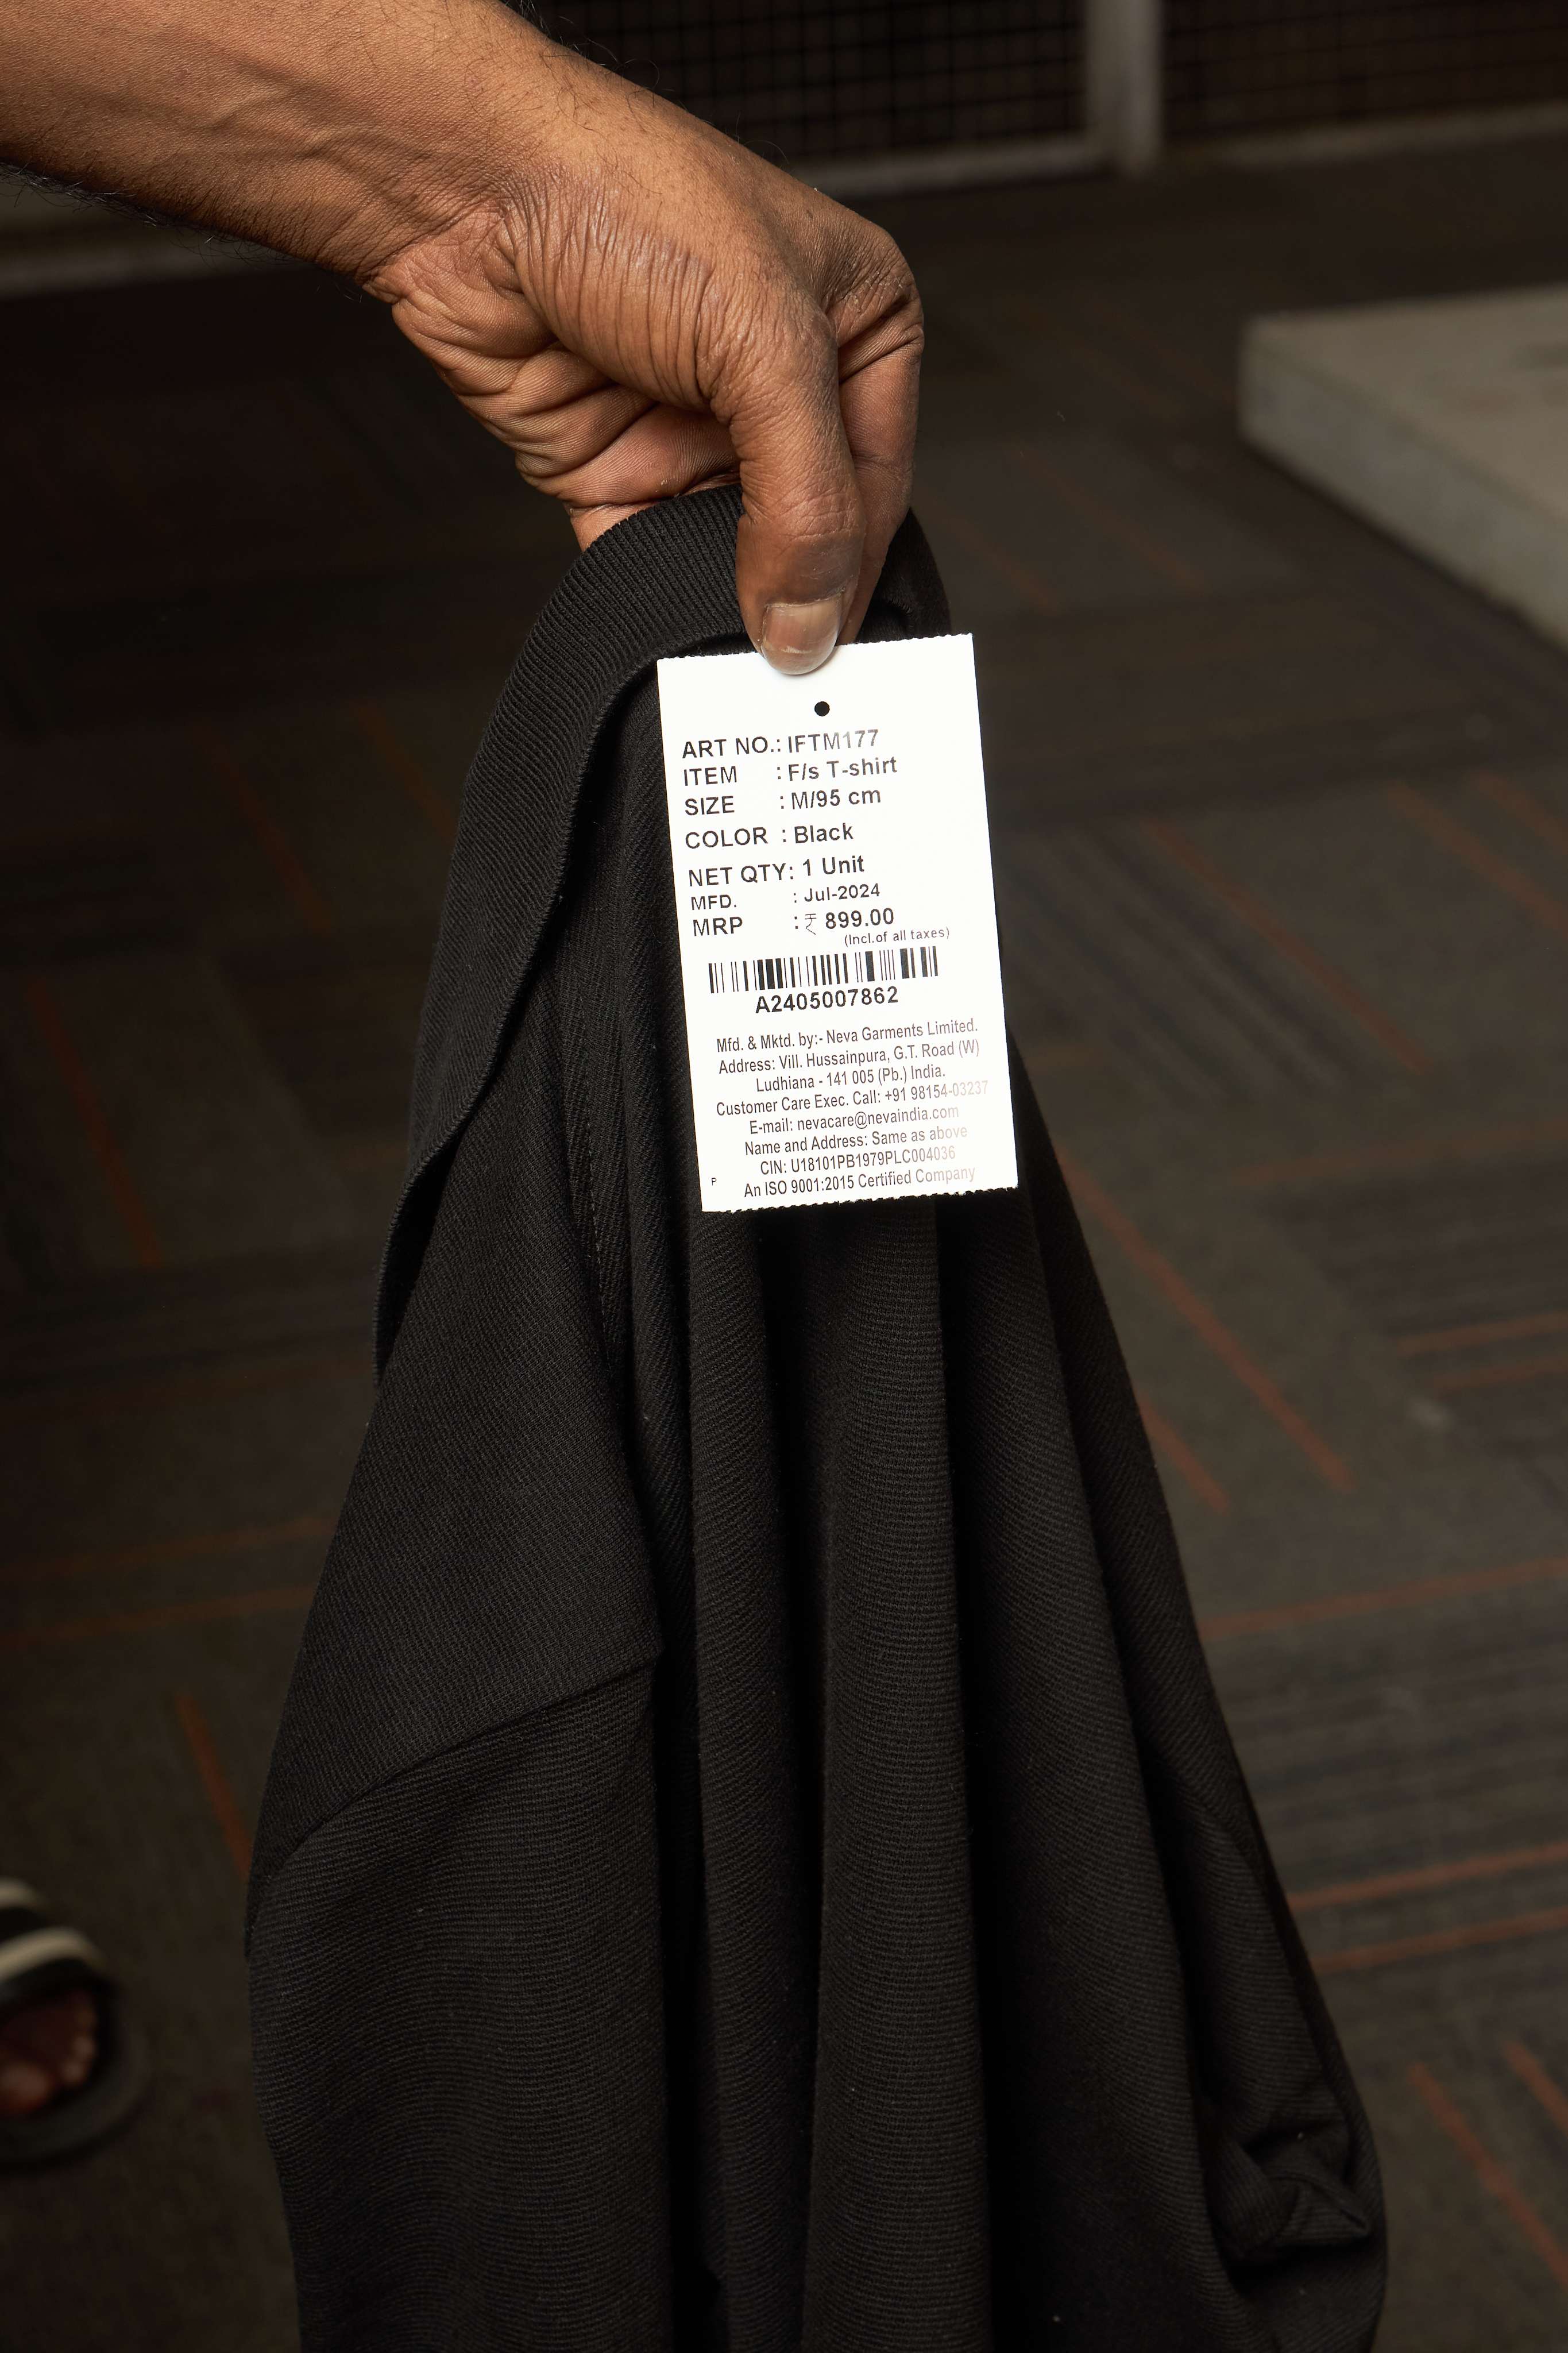 ART NO.: IFTM177
ITEM : F/s T-shirt
SIZE : M/95 cm
COLOR : Black
NET QTY: 1 Unit
MFD. : Jul-2024
MRP : ₹ 899.00
(Incl.of all taxes)
A2405007862
Mfd. & Mktd. by:- Neva Garments Limited.
Address: Vill. Hussainpura, G.T. Road (W)
Ludhiana - 141 005 (Pb.) India.
Customer Care Exec. Call: +91 98154-03237
E-mail: nevacare@nevaindia.com
Name and Address: Same as above
CIN: U18101PB1979PLC004036
P An ISO 9001:2015 Certified Company